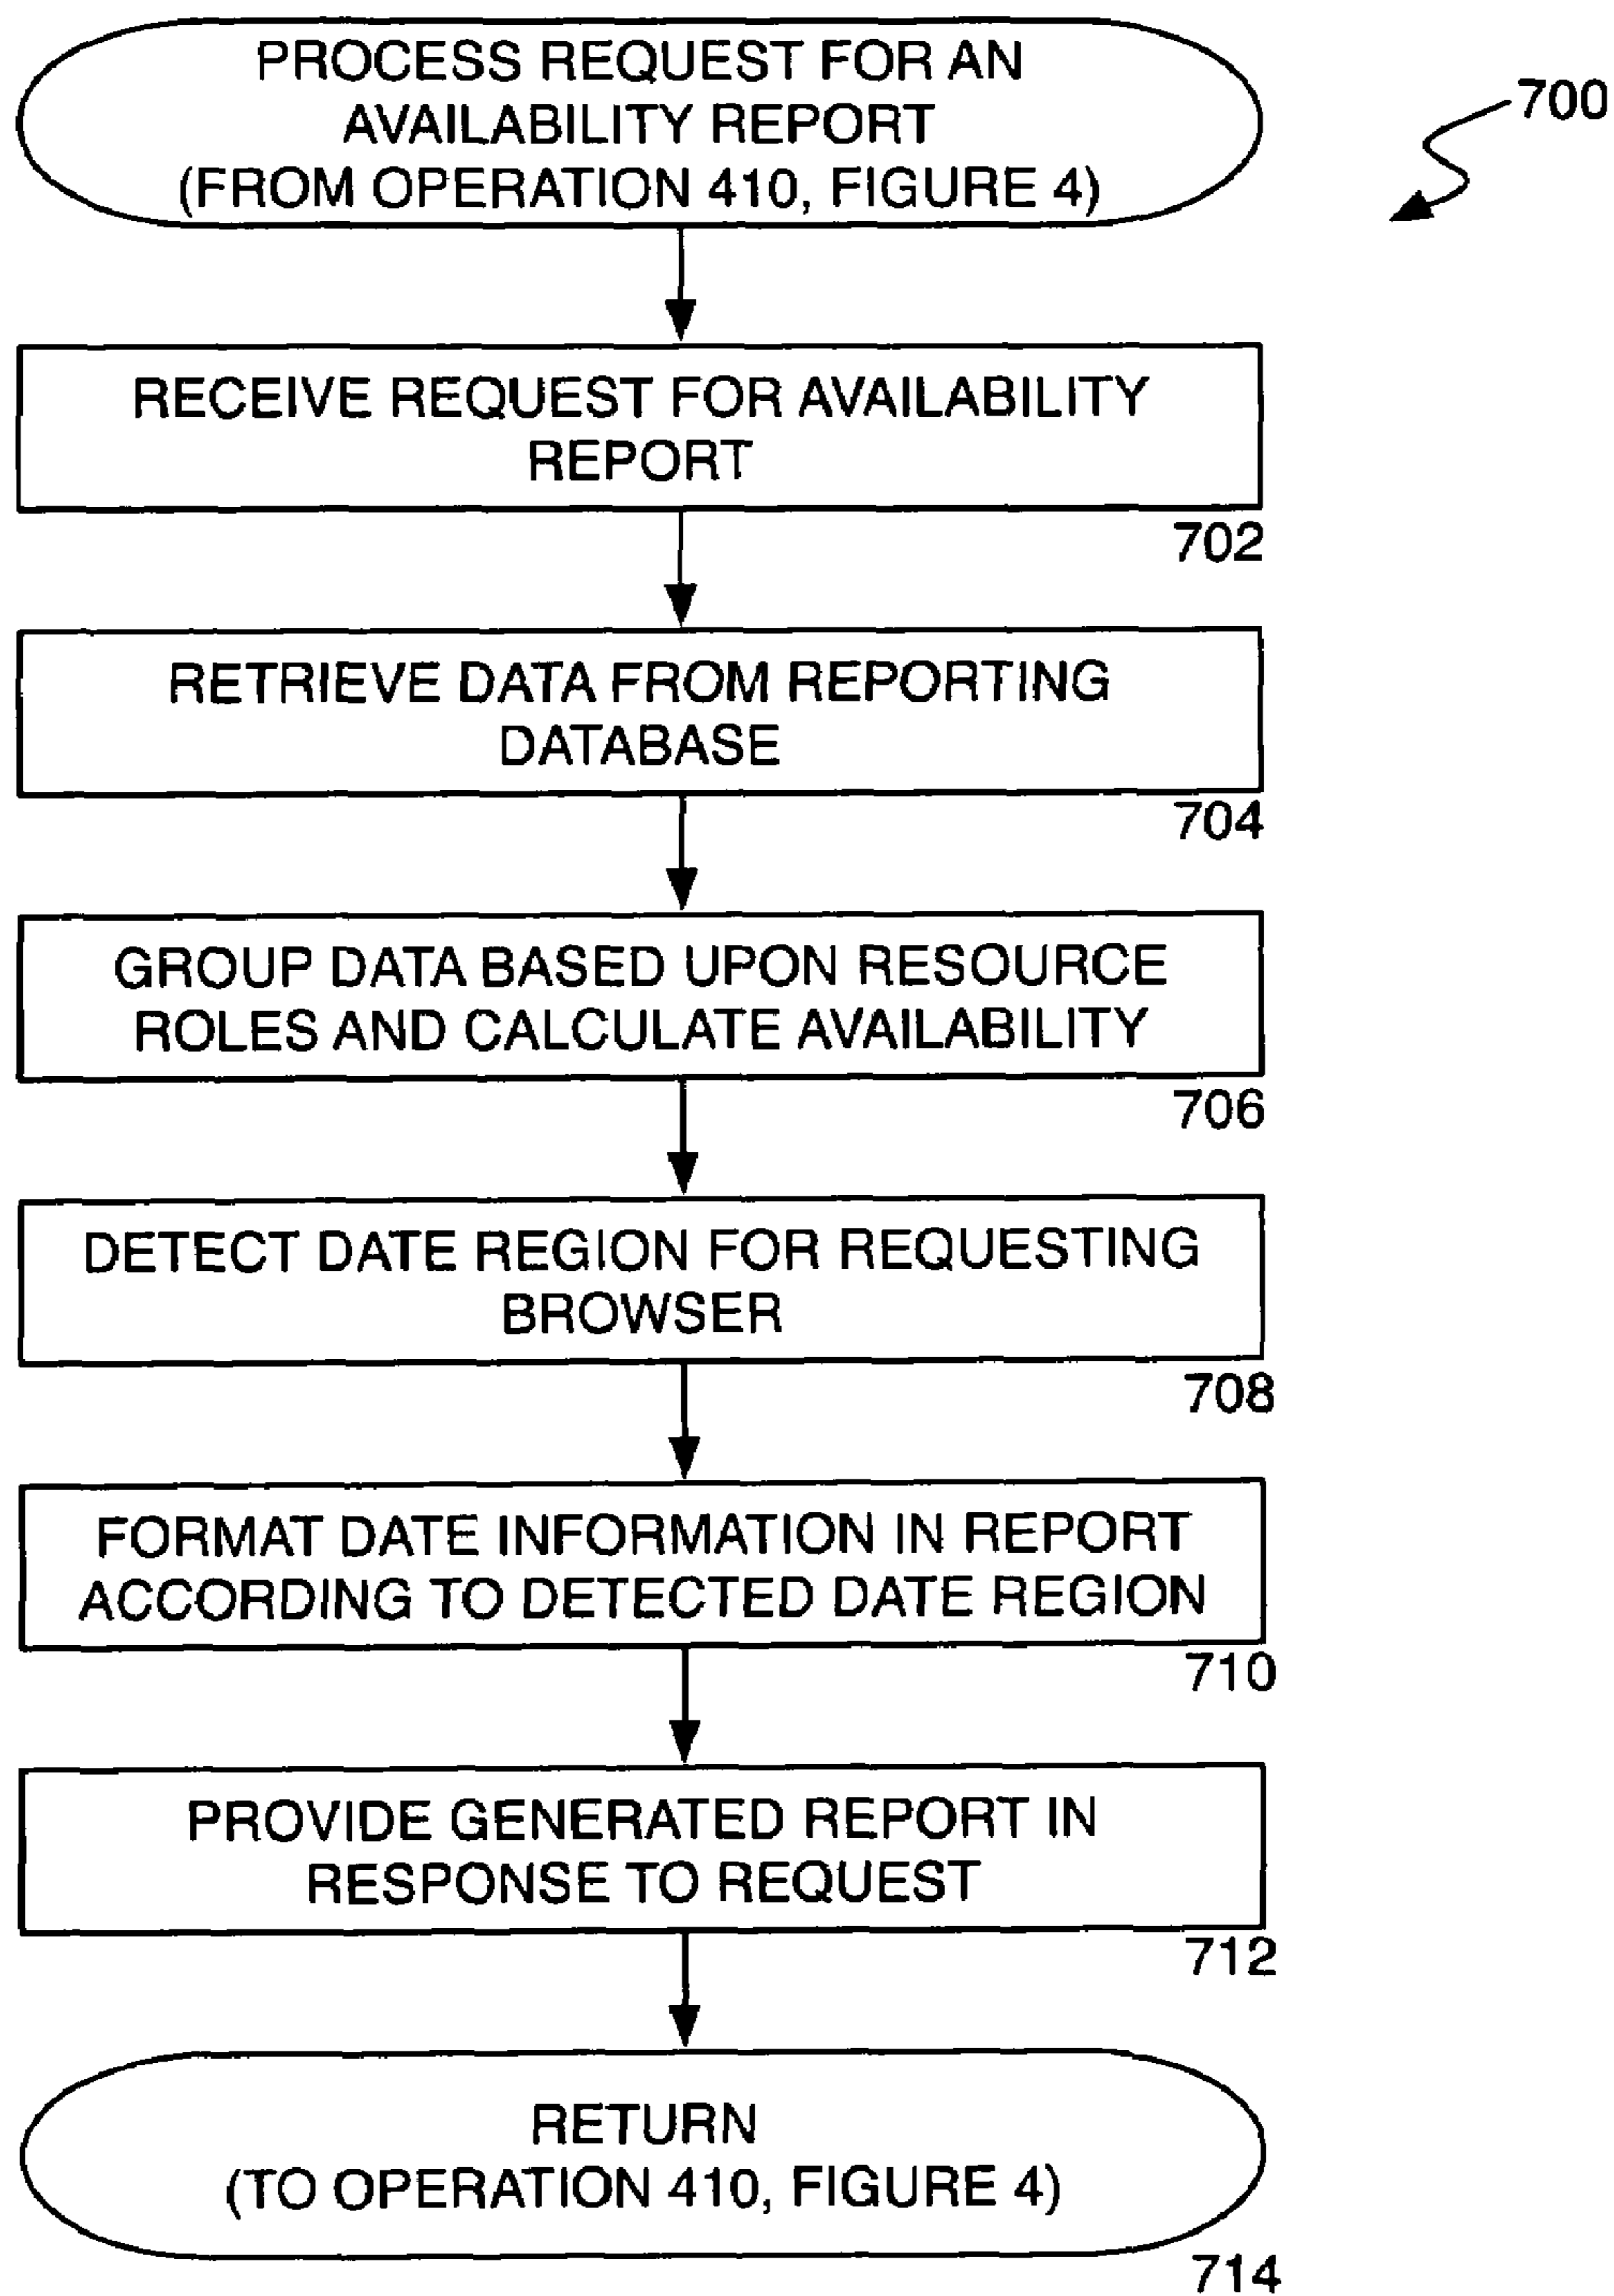 PROCESS REQUEST FOR AN
AVAILABILITY REPORT
(FROM OPERATION 410, FIGURE 4)
700
RECEIVE REQUEST FOR AVAILABILITY
REPORT
702
RETRIEVE DATA FROM REPORTING
DATABASE
704
GROUP DATA BASED UPON RESOURCE
ROLES AND CALCULATE AVAILABILITY
706
DETECT DATE REGION FOR REQUESTING
BROWSER
708
FORMAT DATE INFORMATION IN REPORT
ACCORDING TO DETECTED DATE REGION
710
PROVIDE GENERATED REPORT IN
RESPONSE TO REQUEST
712
RETURN
(TO OPERATION 410, FIGURE 4)
714